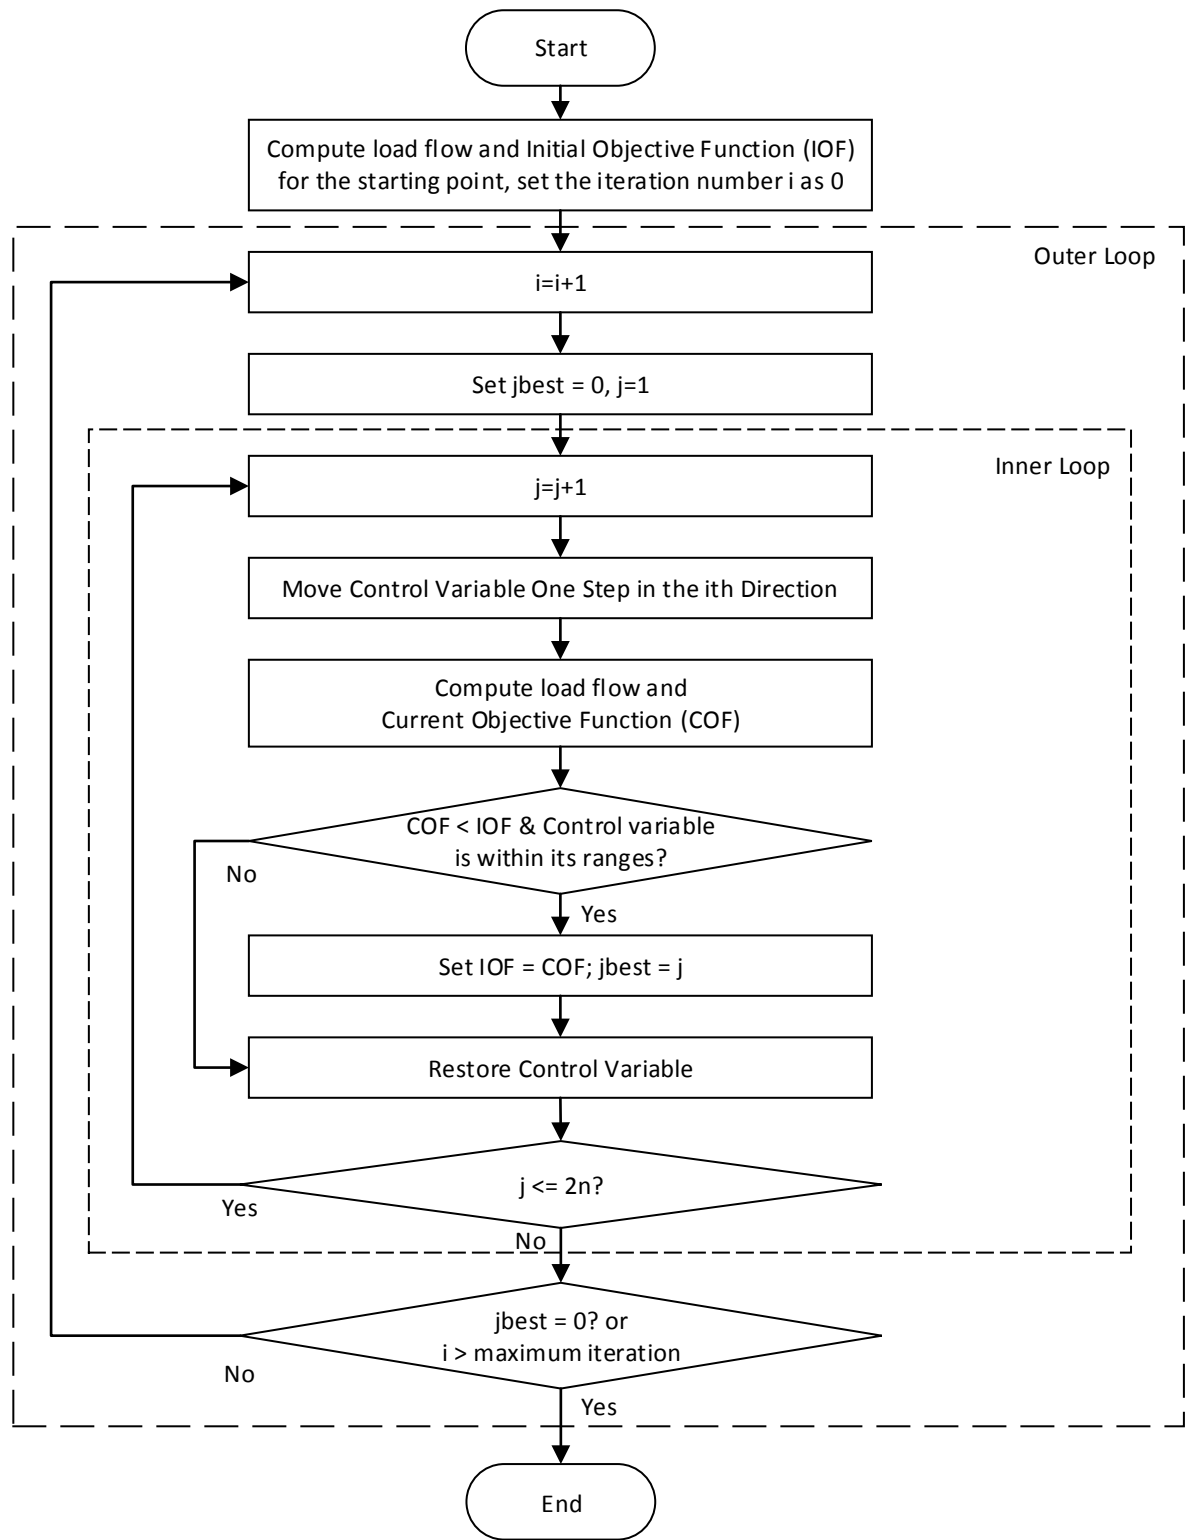 Start
Compute load flow and Initial Objective Function (IOF)
for the starting point, set the iteration number i as 0
Outer Loop
i=i+1
Set jbest = 0, j=1
Inner Loop
j=j+1
Move Control Variable One Step in the ith Direction
Compute load flow and
Current Objective Function (COF)
COF < IOF & Control variable
is within its ranges?
No
Yes
Set IOF = COF; jbest = j
Restore Control Variable
j <= 2n?
Yes
No
jbest = 0? or
i > maximum iteration
No
Yes
End